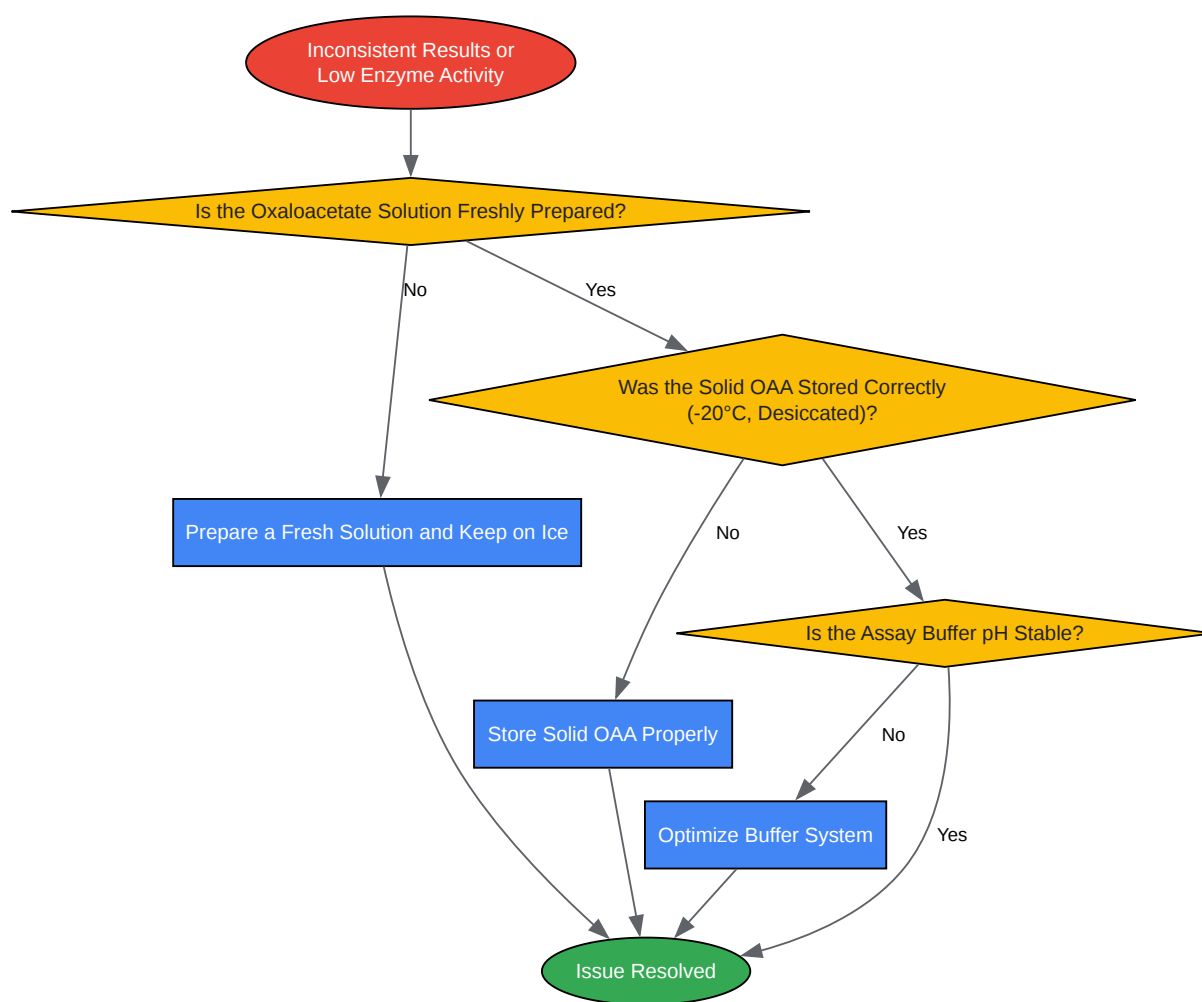 Inconsistent Results or
Low Enzyme Activity
Is the Oxaloacetate Solution Freshly Prepared?
No
Yes
Was the Solid OAA Stored Correctly
(-20°C, Desiccated)?
Prepare a Fresh Solution and Keep on Ice
No
Yes
Is the Assay Buffer pH Stable?
Store Solid OAA Properly
No
Optimize Buffer System
Yes
Issue Resolved